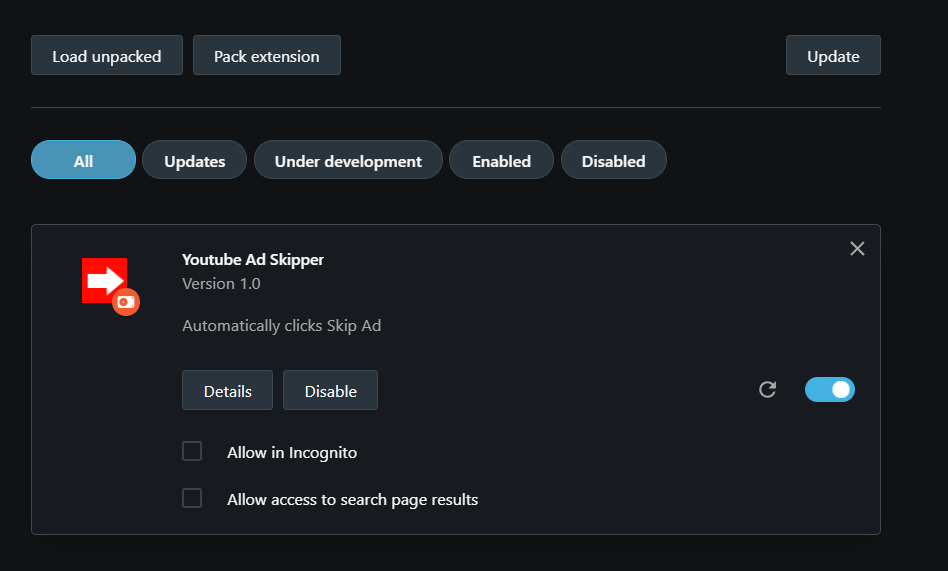 Load unpacked
Pack extension
Update
All
Updates
Under development
Enabled
Disabled
Youtube Ad Skipper
Version 1.0
Automatically clicks Skip Ad
Details
Disable
Allow in Incognito
Allow access to search page results